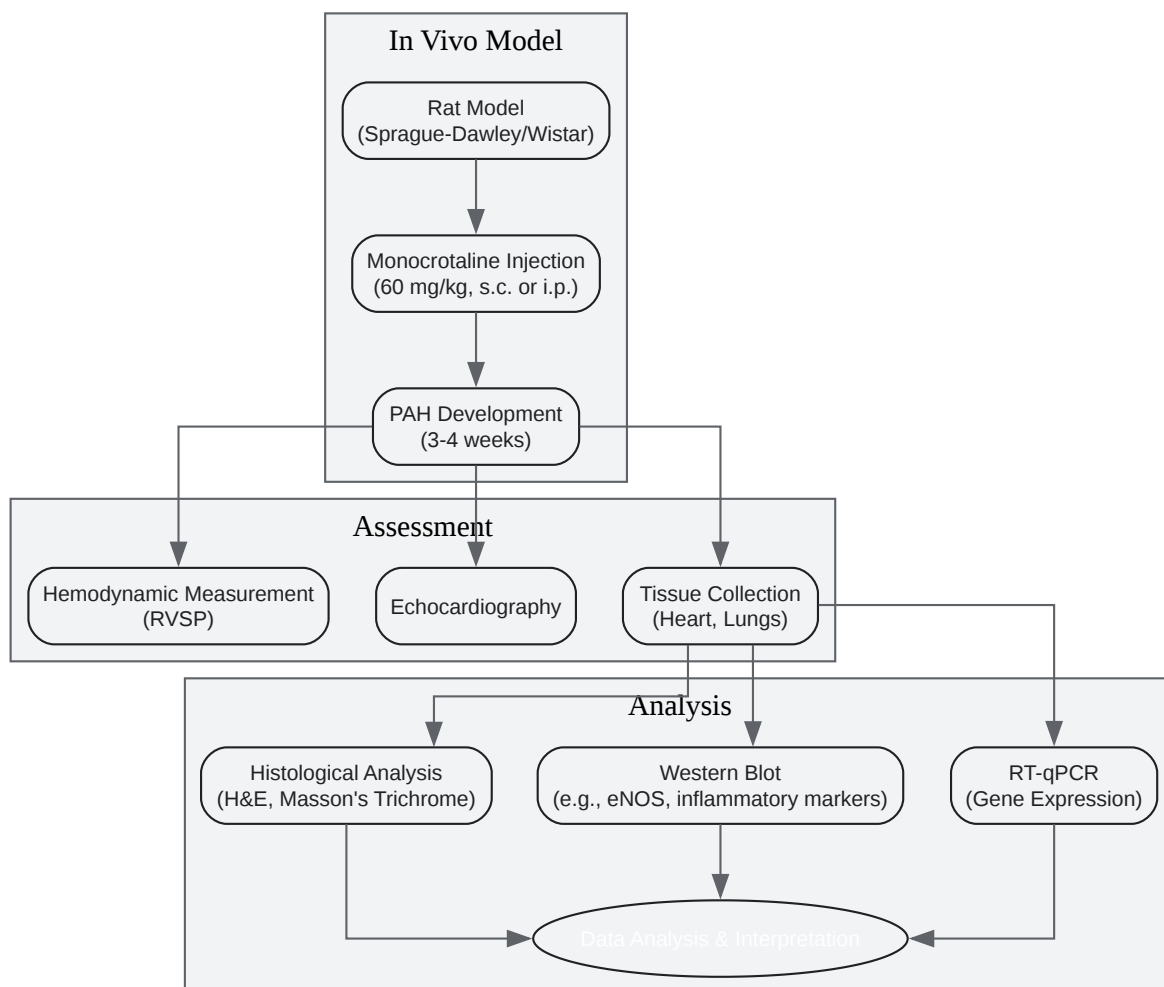 In Vivo Model
Rat Model
(Sprague-Dawley/Wistar)
Monocrotaline Injection
(60 mg/kg, s.c. or i.p.)
PAH Development
(3-4 weeks)
Assessment
Hemodynamic Measurement
(RVSP)
Echocardiography
Tissue Collection
(Heart, Lungs)
Analysis
Histological Analysis
(H&E, Masson's Trichrome)
Western Blot
(e.g., eNOS, inflammatory markers)
RT-qPCR
(Gene Expression)
Data Analysis & Interpretation